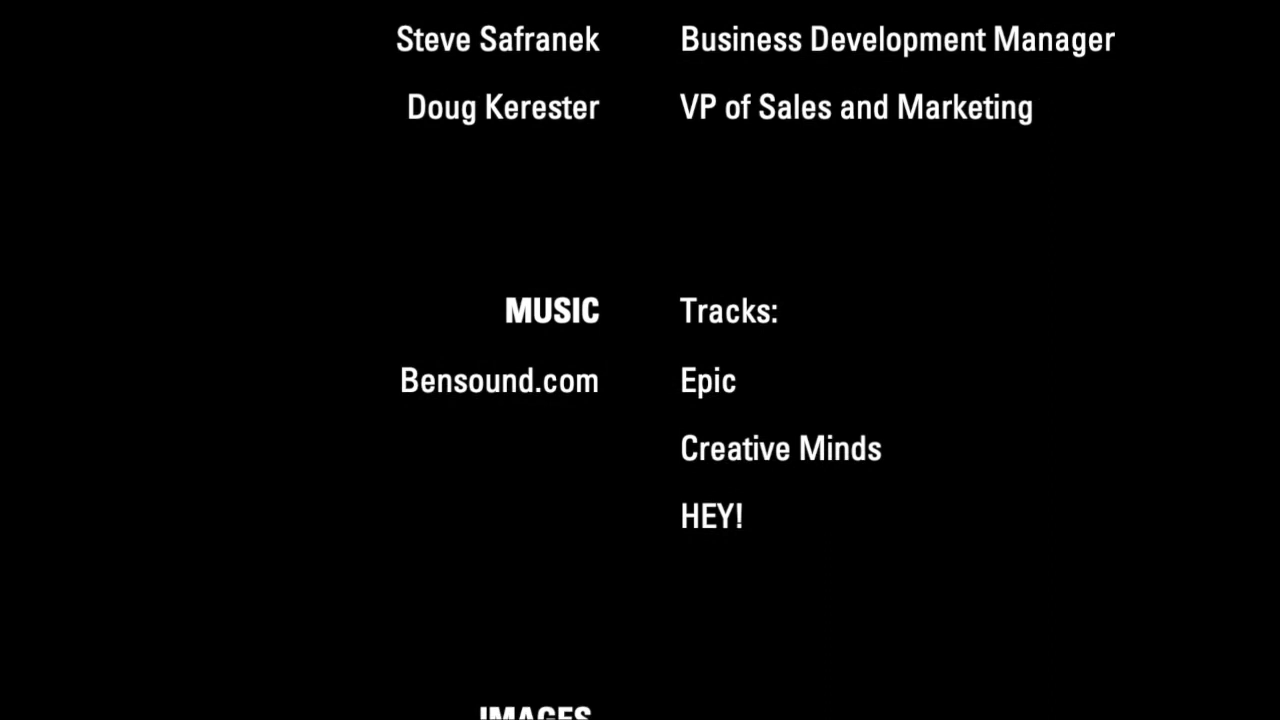 Steve Safranek Business Development Manager
Doug Kerester VP of Sales and Marketing
MUSIC Tracks:
Bensound.com Epic
Creative Minds
HEY!
IMAGES